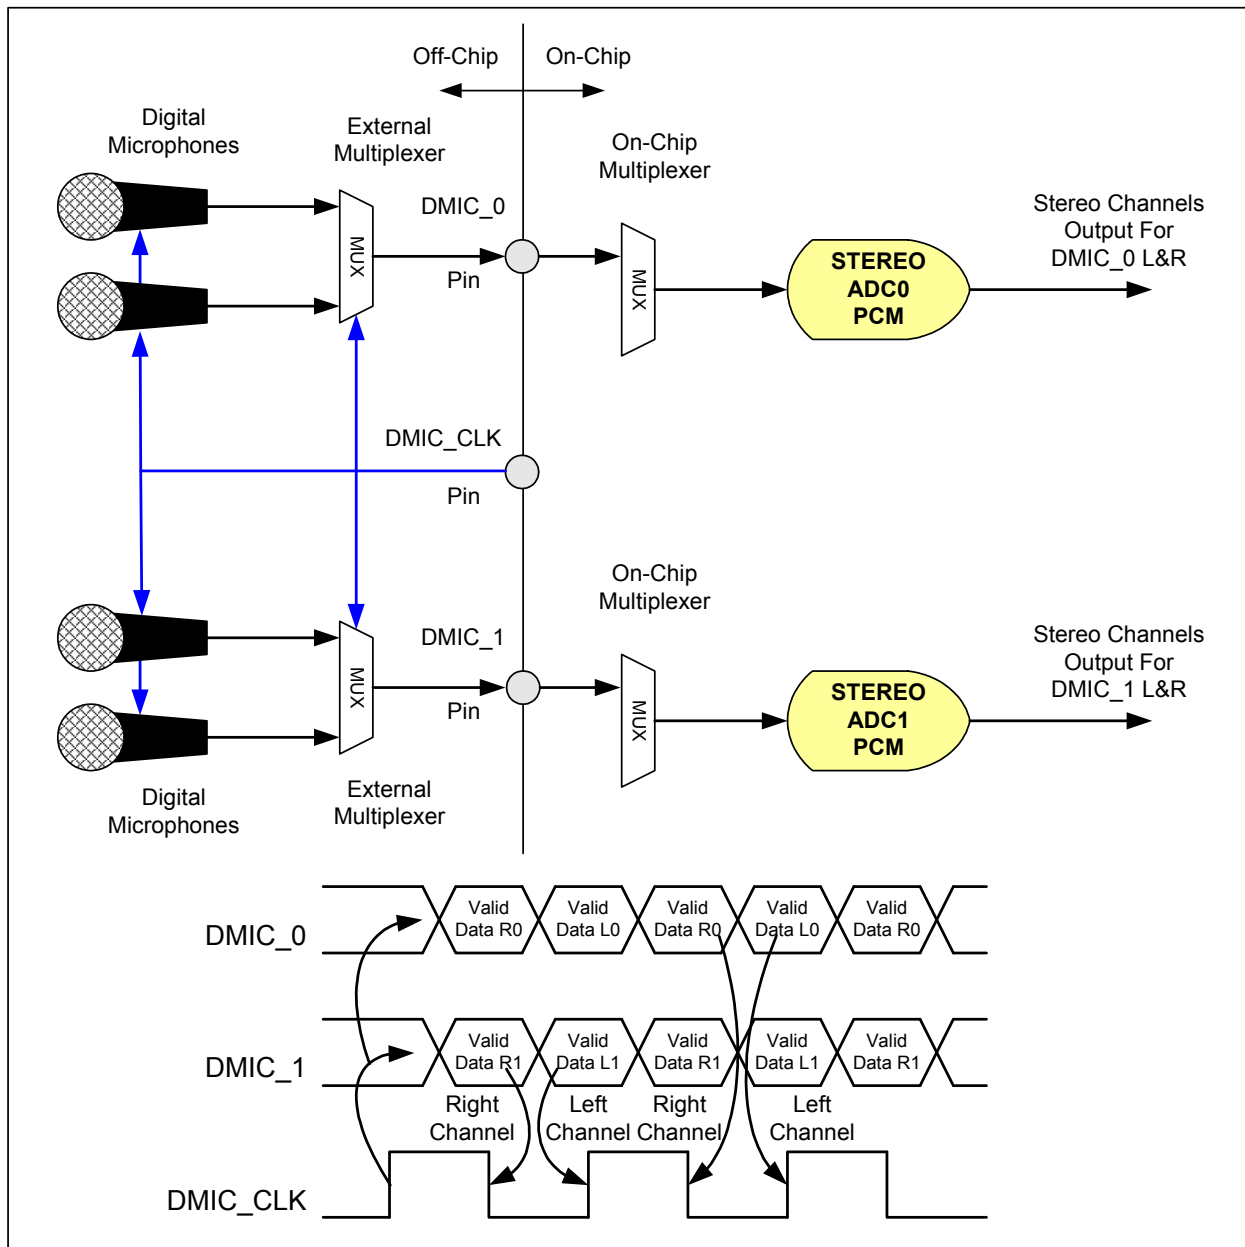 Off-Chip
On-Chip
Digital
Microphones
External
Multiplexer
On-Chip
Multiplexer
DMIC_0
Pin
MUX
MUX
STEREO
ADC0
PCM
Stereo Channels
Output For
DMIC_0 L&R
DMIC_CLK
Pin
On-Chip
Multiplexer
DMIC_1
Pin
MUX
MUX
STEREO
ADC1
PCM
Stereo Channels
Output For
DMIC_1 L&R
Digital
Microphones
External
Multiplexer
DMIC_0
Valid
Data R0
Valid
Data L0
Valid
Data R0
Valid
Data L0
Valid
Data R0
DMIC_1
Valid
Data R1
Valid
Data L1
Valid
Data R1
Valid
Data L1
Valid
Data R1
Right
Channel
Left
Channel
Right
Channel
Left
Channel
DMIC_CLK